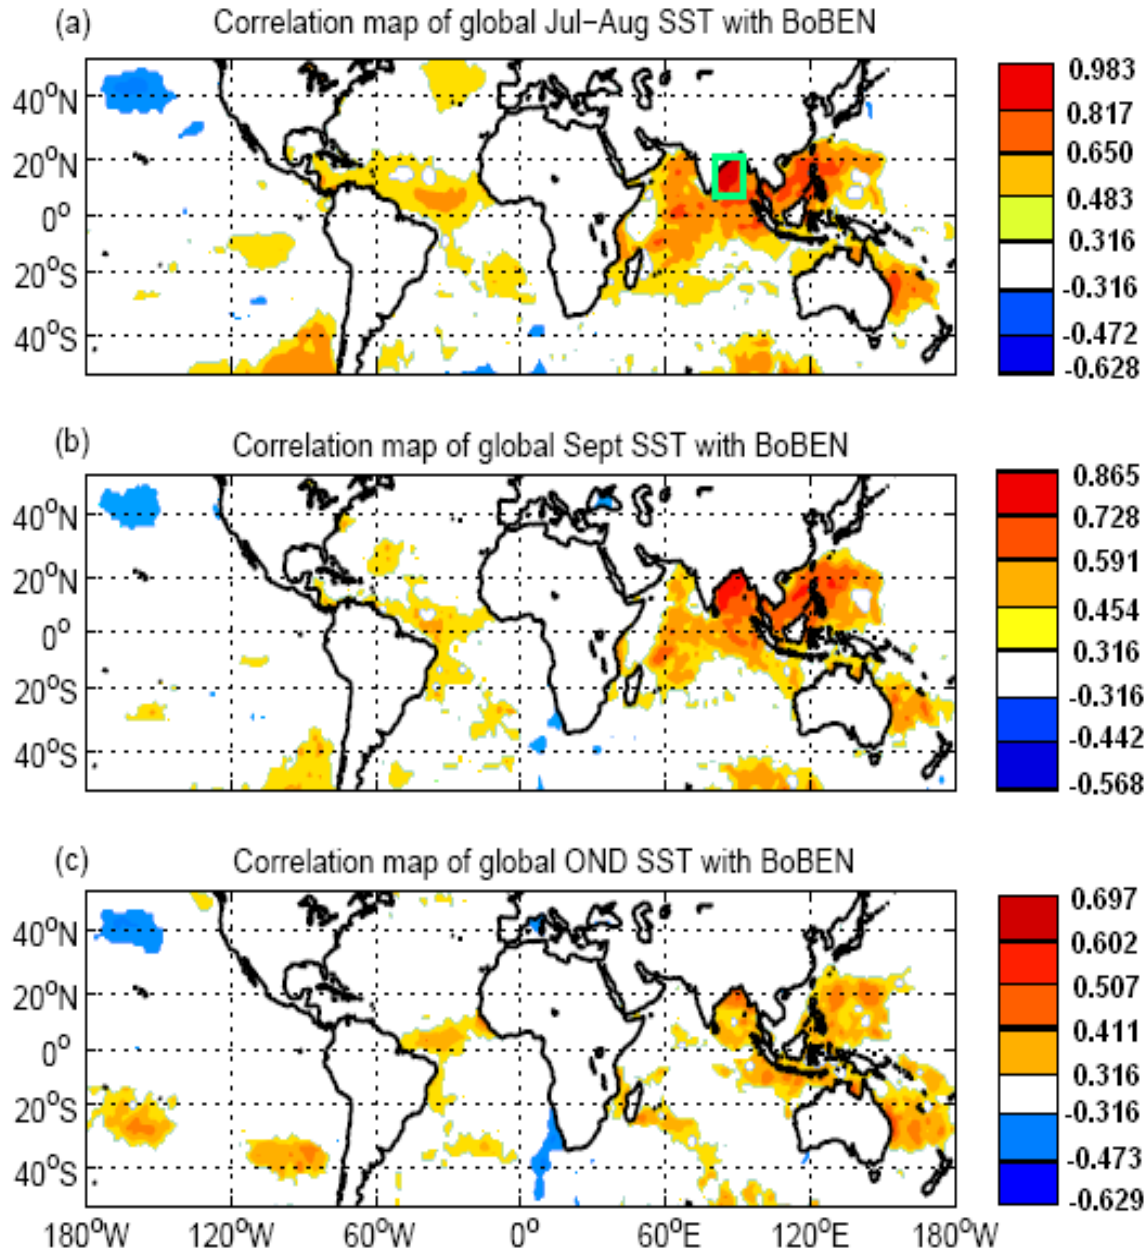 (a) Correlation map of global Jul-Aug SST with BoBEN
40°N
20°N
0°
20°S
40°S
0.983
0.817
0.650
0.483
0.316
-0.316
-0.472
-0.628
(b) Correlation map of global Sept SST with BoBEN
40°N
20°N
0°
20°S
40°S
0.865
0.728
0.591
0.454
0.316
-0.316
-0.442
-0.568
(c) Correlation map of global OND SST with BoBEN
40°N
20°N
0°
20°S
40°S
0.697
0.602
0.507
0.411
0.316
-0.316
-0.473
-0.629
180°W 120°W 60°W 0° 60°E 120°E 180°W